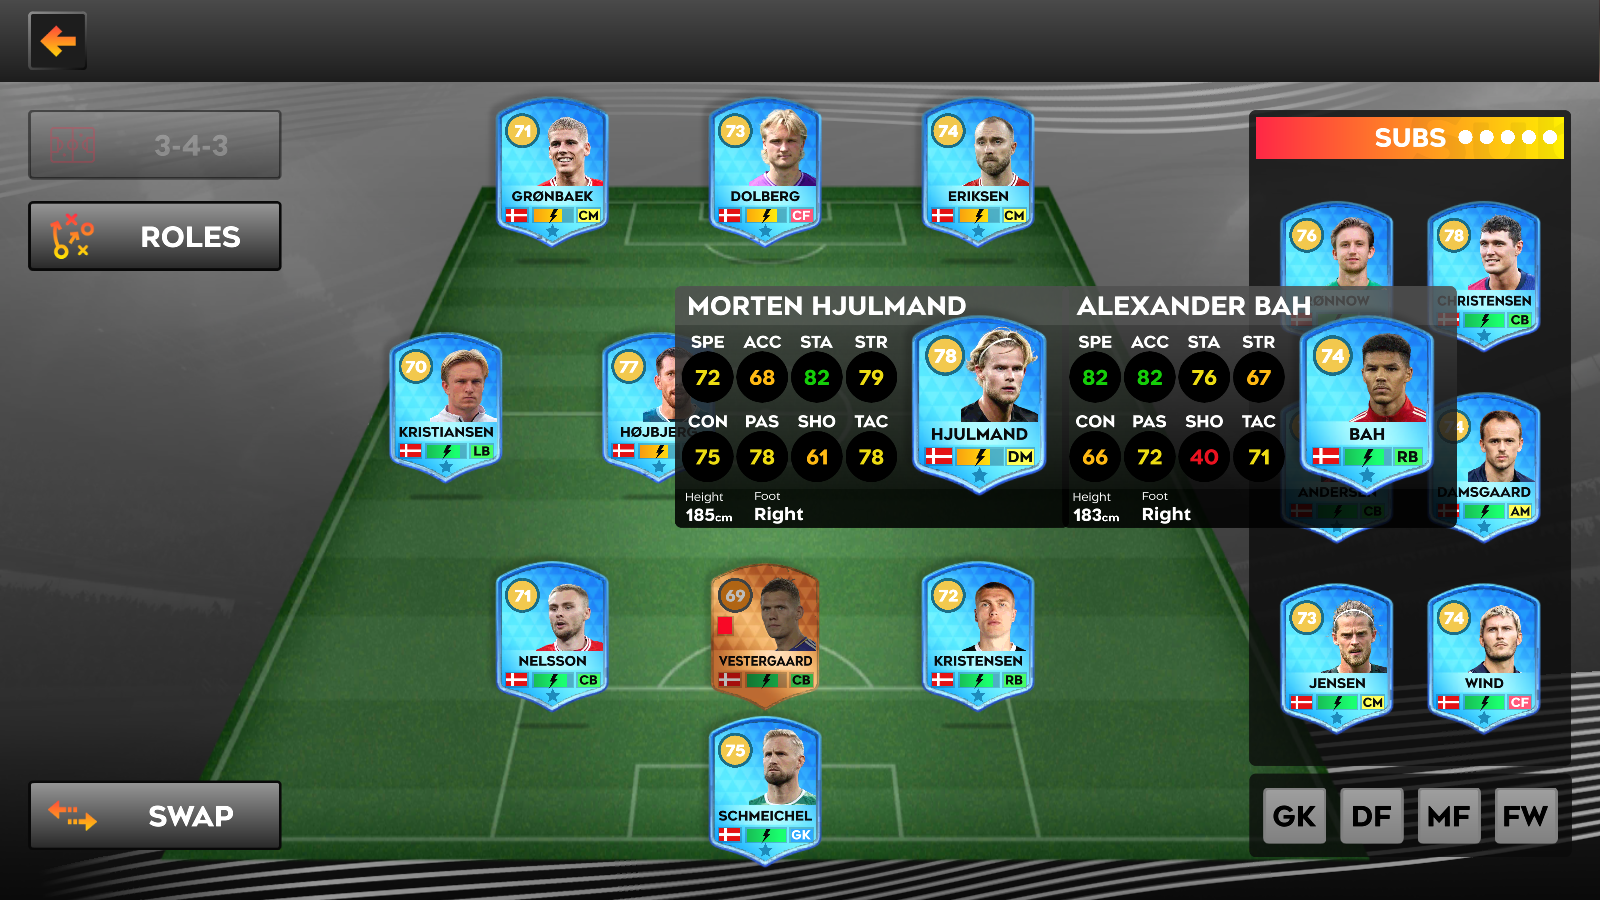 3-4-3
ROLES
SWAP
71
GRØNBAEK
CM
73
DOLBERG
CF
74
ERIKSEN
CM
70
KRISTIANSEN
LB
77
HØJBJERG
MORTEN HJULMAND
SPE ACC STA STR
72 68 82 79
CON PAS SHO TAC
75 78 61 78
Height Foot
185cm Right
78
HJULMAND
DM
ALEXANDER BAH
SPE ACC STA STR
82 82 76 67
CON PAS SHO TAC
66 72 40 71
Height Foot
183cm Right
74
BAH
RB
71
NELSSON
CB
69
VESTERGAARD
CB
72
KRISTENSEN
RB
75
SCHMEICHEL
GK
SUBS
76
78
CHRISTENSEN
CB
ANDERSEN
CB
DAMSGAARD
AM
73
JENSEN
CM
74
WIND
CF
GK DF MF FW